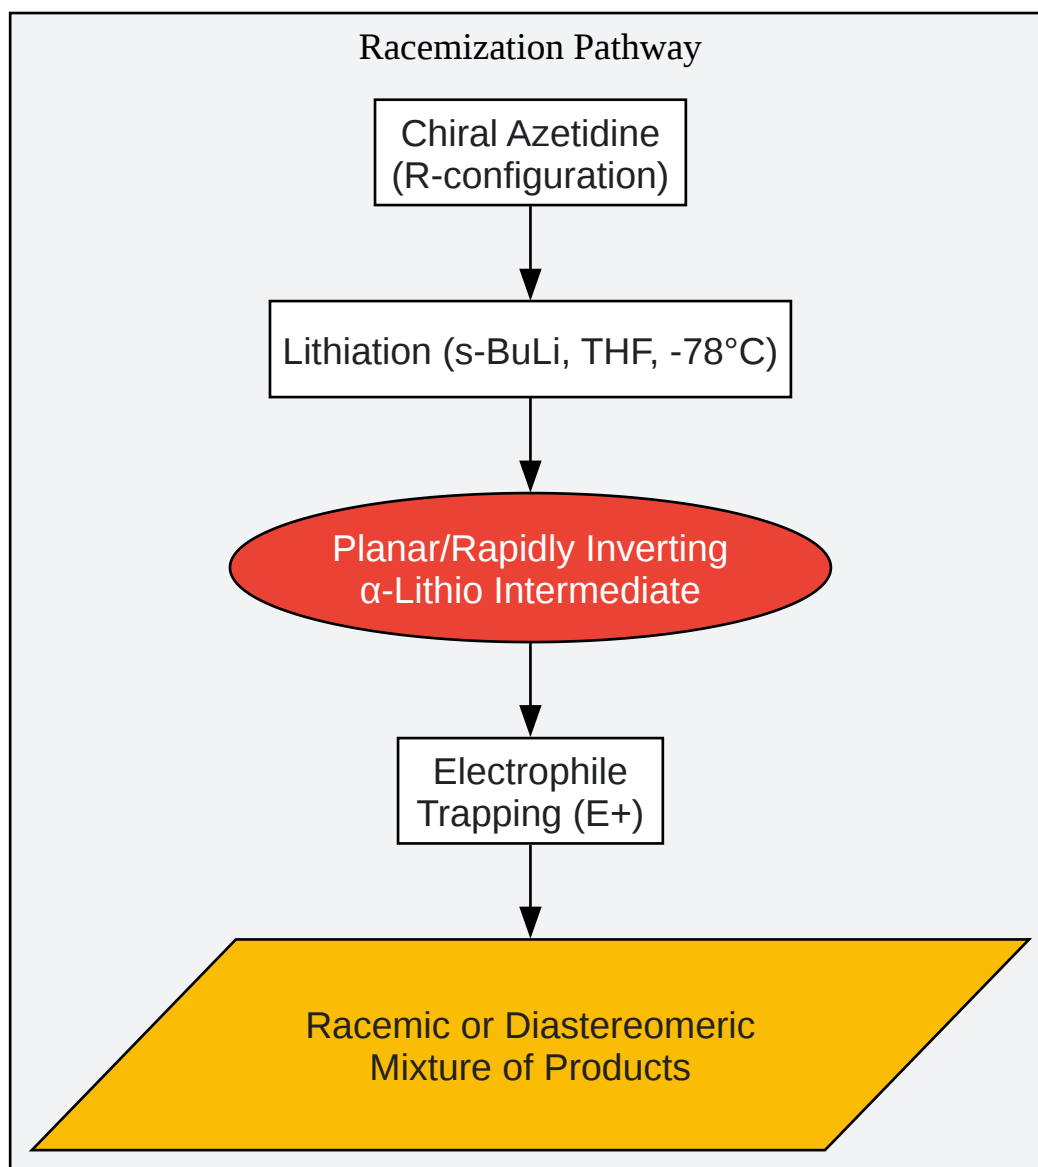 Racemization Pathway
Chiral Azetidine
(R-configuration)
Lithiation (s-BuLi, THF, -78°C)
Planar/Rapidly Inverting
α-Lithio Intermediate
Electrophile
Trapping (E+)
Racemic or Diastereomeric
Mixture of Products